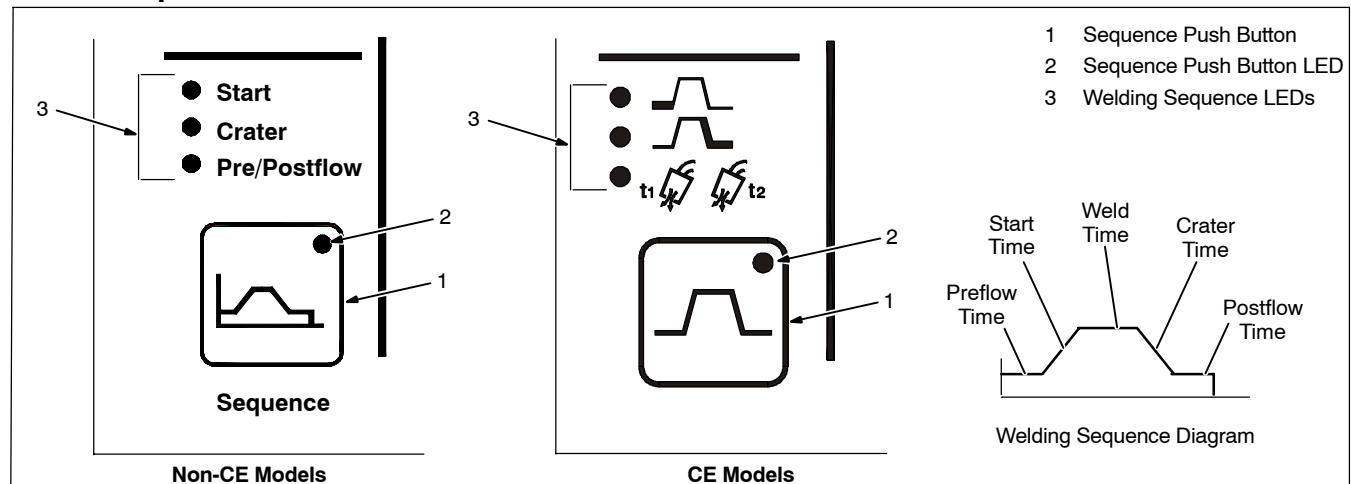 3
Start
Crater
Pre/Postflow
2
1
Sequence
Non-CE Models
3
t1
t2
2
1
CE Models
1 Sequence Push Button
2 Sequence Push Button LED
3 Welding Sequence LEDs
Preflow
Time
Start
Time
Weld
Time
Crater
Time
Postflow
Time
Welding Sequence Diagram